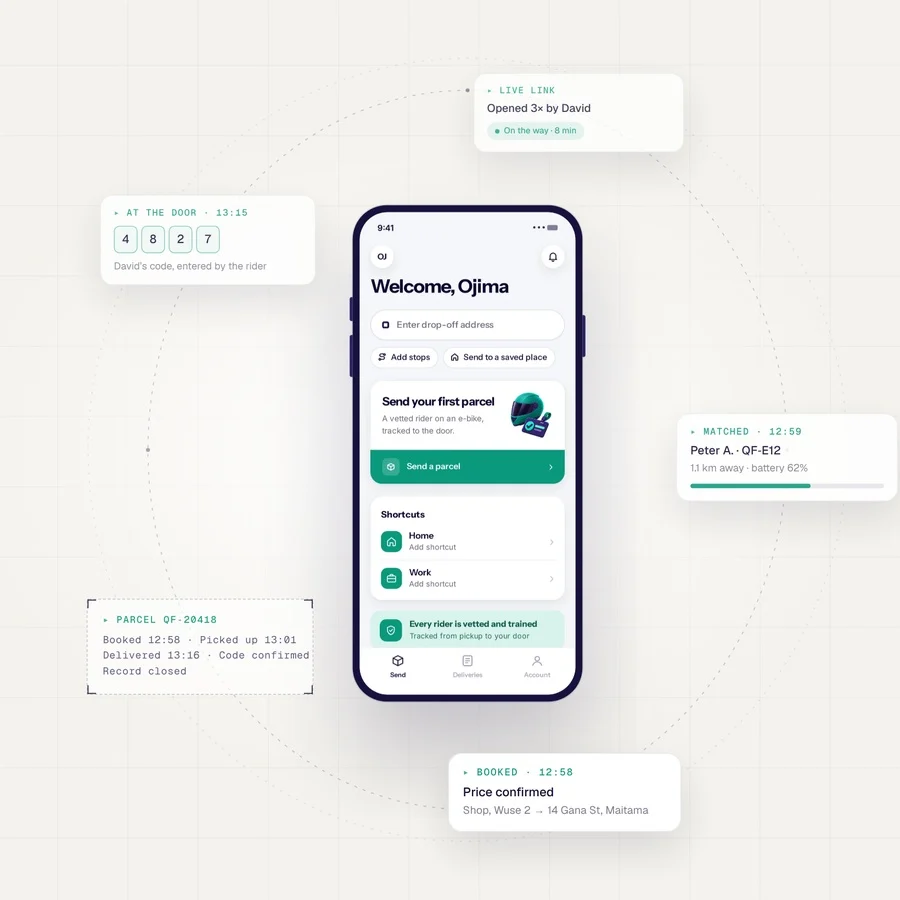 ▸ LIVE LINK
Opened 3× by David
On the way · 8 min
▸ AT THE DOOR · 13:15
4 8 2 7
David's code, entered by the rider
9:41
OJ
Welcome, Ojima
Enter drop-off address
Add stops
Send to a saved place
Send your first parcel
A vetted rider on an e-bike,
tracked to the door.
Send a parcel
Shortcuts
Home
Add shortcut
Work
Add shortcut
Every rider is vetted and trained
Tracked from pickup to your door
Send
Deliveries
Account
▸ MATCHED · 12:59
Peter A. · QF-E12
1.1 km away · battery 62%
▸ PARCEL QF-20418
Booked 12:58 · Picked up 13:01
Delivered 13:16 · Code confirmed
Record closed
▸ BOOKED · 12:58
Price confirmed
Shop, Wuse 2 → 14 Gana St, Maitama